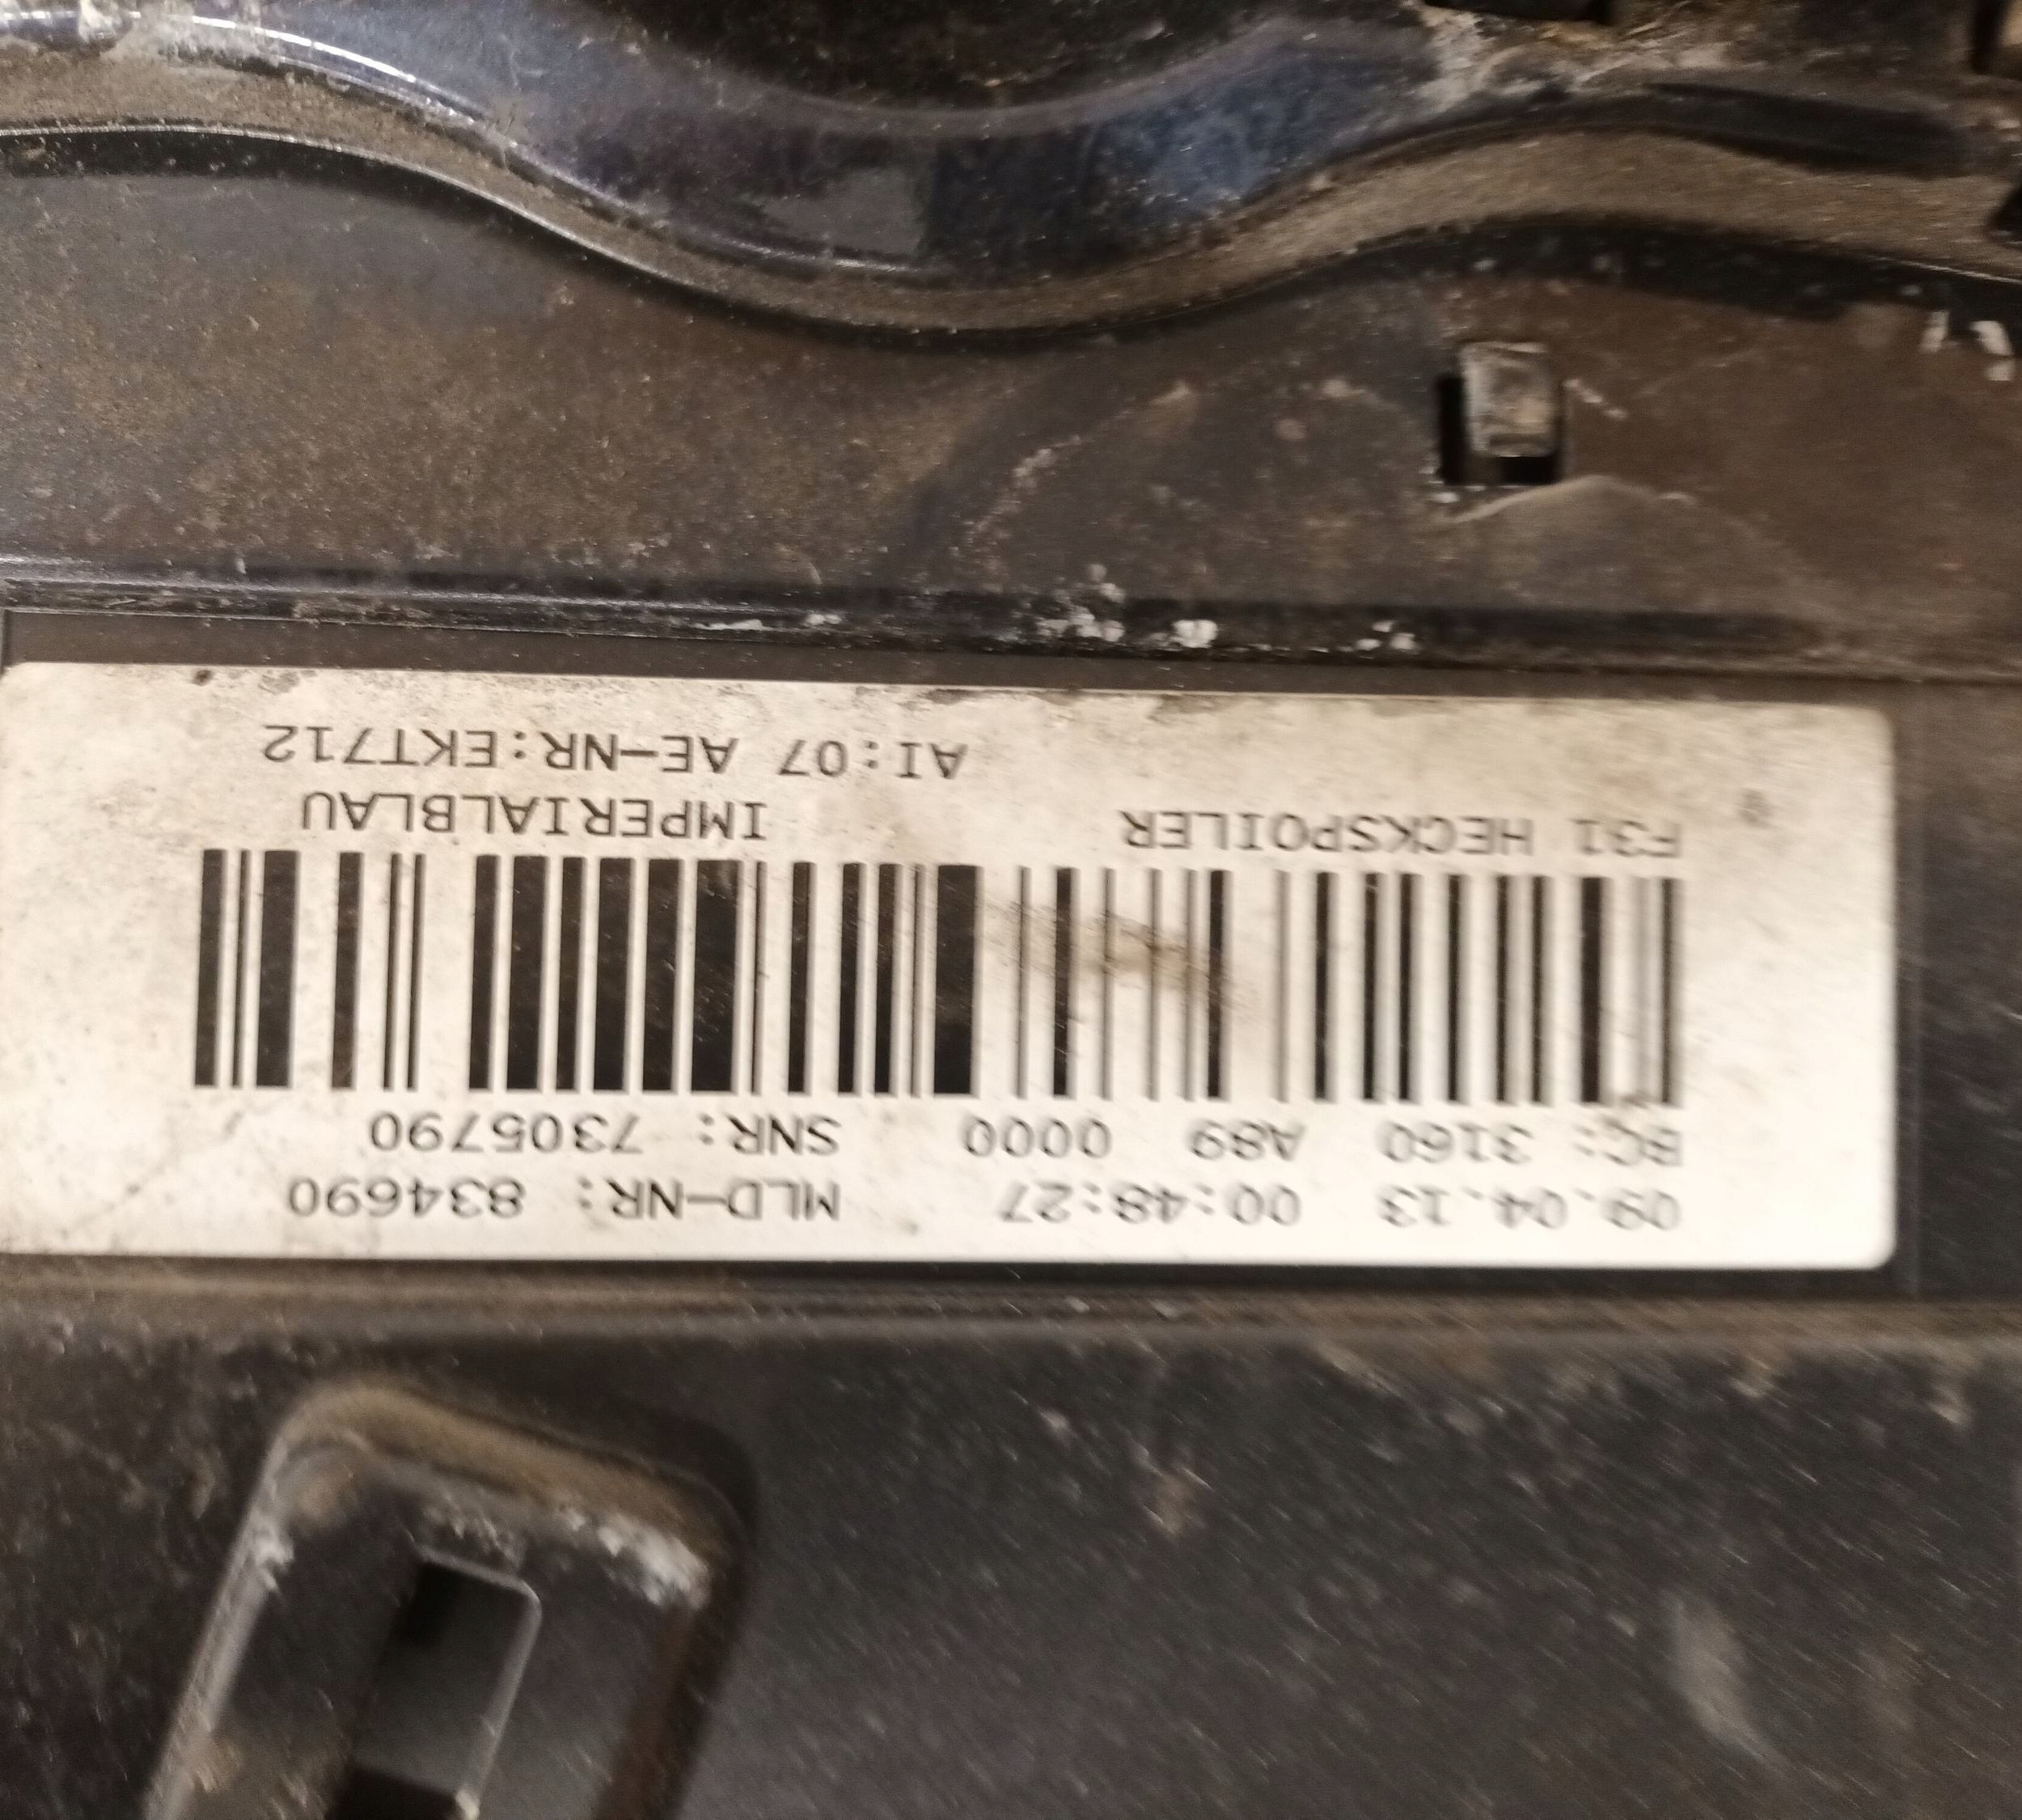 09.04.13 00:48:27 MLD-NR: 834690
BC: 3160 A89 0000 SNR: 7305790
F31 HECKSPOILER IMPERIALBLAU
AI:07 AE-NR:EKT712